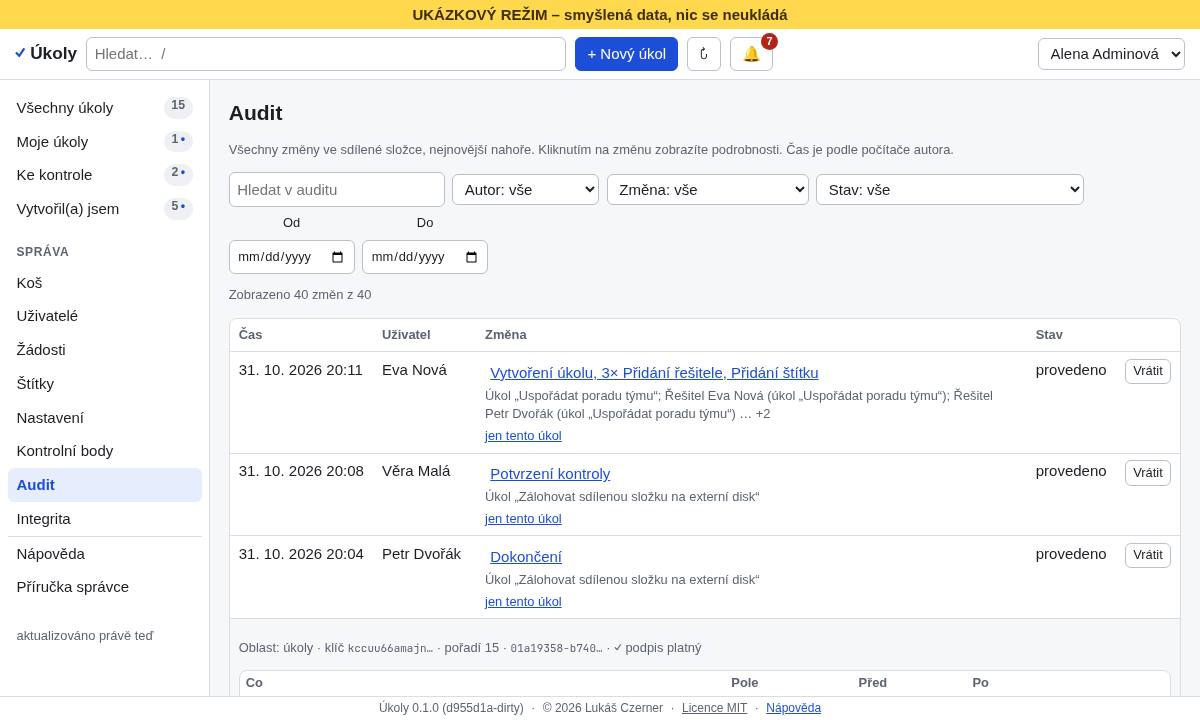 UKÁZKOVÝ REŽIM – smyšlená data, nic se neukládá
Úkoly
Hledat… /
+ Nový úkol
7
Alena Adminová
Všechny úkoly 15
Moje úkoly 1
Ke kontrole 2
Vytvořil(a) jsem 5
SPRÁVA
Koš
Uživatelé
Žádosti
Štítky
Nastavení
Kontrolní body
Audit
Integrita
Nápověda
Příručka správce
aktualizováno právě teď
Audit
Všechny změny ve sdílené složce, nejnovější nahoře. Kliknutím na změnu zobrazíte podrobnosti. Čas je podle počítače autora.
Hledat v auditu
Autor: vše
Změna: vše
Stav: vše
Od Do
mm/dd/yyyy mm/dd/yyyy
Zobrazeno 40 změn z 40
Čas Uživatel Změna Stav
31. 10. 2026 20:11 Eva Nová Vytvoření úkolu, 3× Přidání řešitele, Přidání štítku provedeno Vrátit
Úkol „Uspořádat poradu týmu“; Řešitel Eva Nová (úkol „Uspořádat poradu týmu“); Řešitel
Petr Dvořák (úkol „Uspořádat poradu týmu“) … +2
jen tento úkol
31. 10. 2026 20:08 Věra Malá Potvrzení kontroly provedeno Vrátit
Úkol „Zálohovat sdílenou složku na externí disk“
jen tento úkol
31. 10. 2026 20:04 Petr Dvořák Dokončení provedeno Vrátit
Úkol „Zálohovat sdílenou složku na externí disk“
jen tento úkol
Oblast: úkoly · klíč kccuu66amajn… · pořadí 15 · 01a19358-b740… · ✓ podpis platný
Co Pole Před Po
Úkoly 0.1.0 (d955d1a-dirty) · © 2026 Lukáš Czerner · Licence MIT · Nápověda